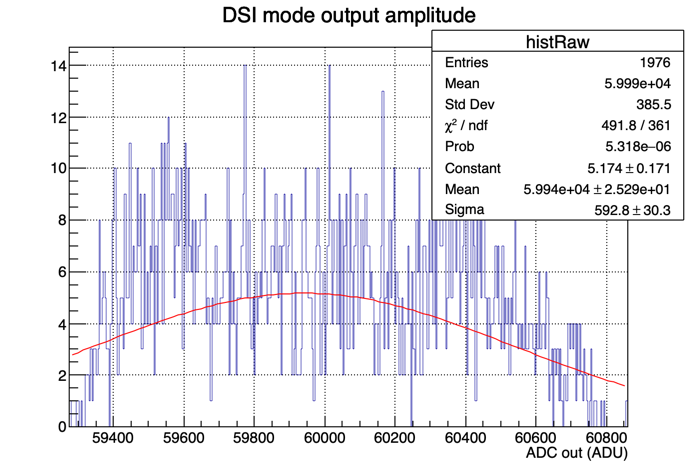 DSI mode output amplitude
histRaw
Entries 1976
Mean 5.999e+04
Std Dev 385.5
χ² / ndf 491.8 / 361
Prob 5.318e−06
Constant 5.174 ± 0.171
Mean 5.994e+04 ± 2.529e+01
Sigma 592.8 ± 30.3
14
12
10
8
6
4
2
0
59400 59600 59800 60000 60200 60400 60600 60800
ADC out (ADU)